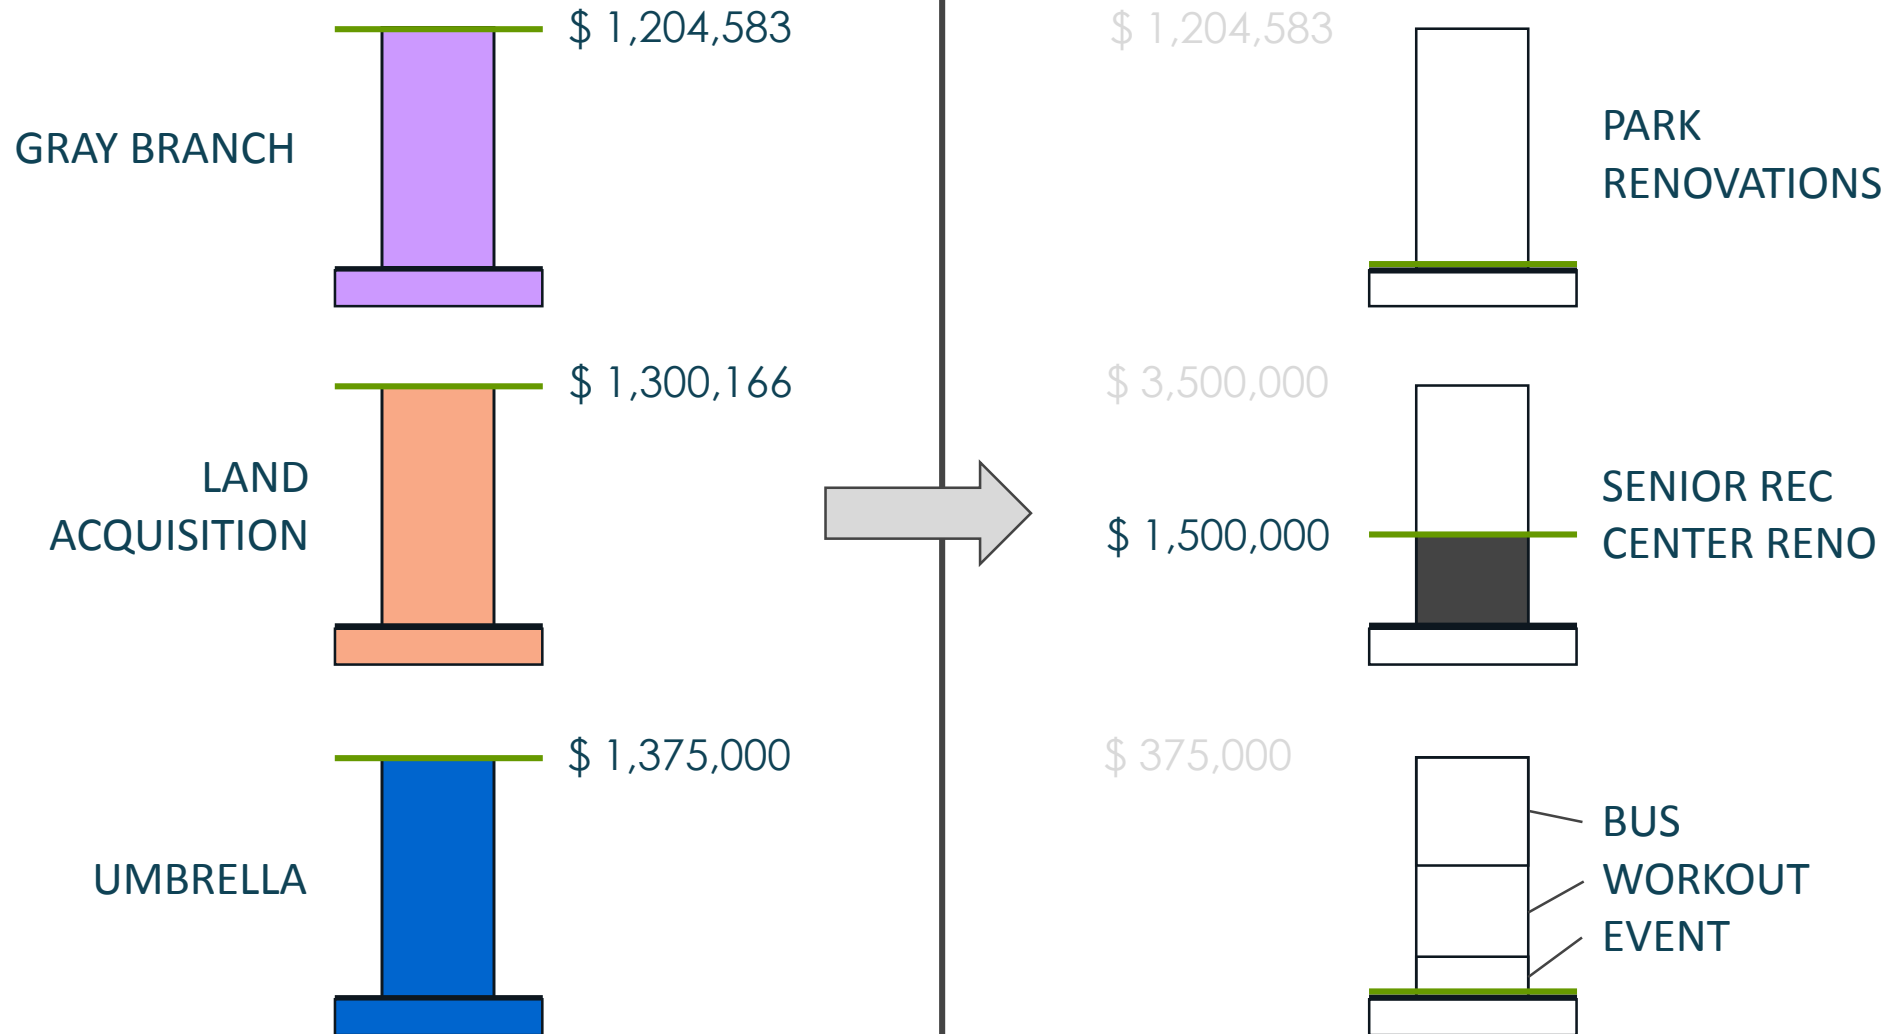 $ 1,204,583
GRAY BRANCH
$ 1,300,166
LAND
ACQUISITION
$ 1,375,000
UMBRELLA
$ 1,204,583
PARK
RENOVATIONS
$ 3,500,000
$ 1,500,000
SENIOR REC
CENTER RENO
$ 375,000
BUS
WORKOUT
EVENT